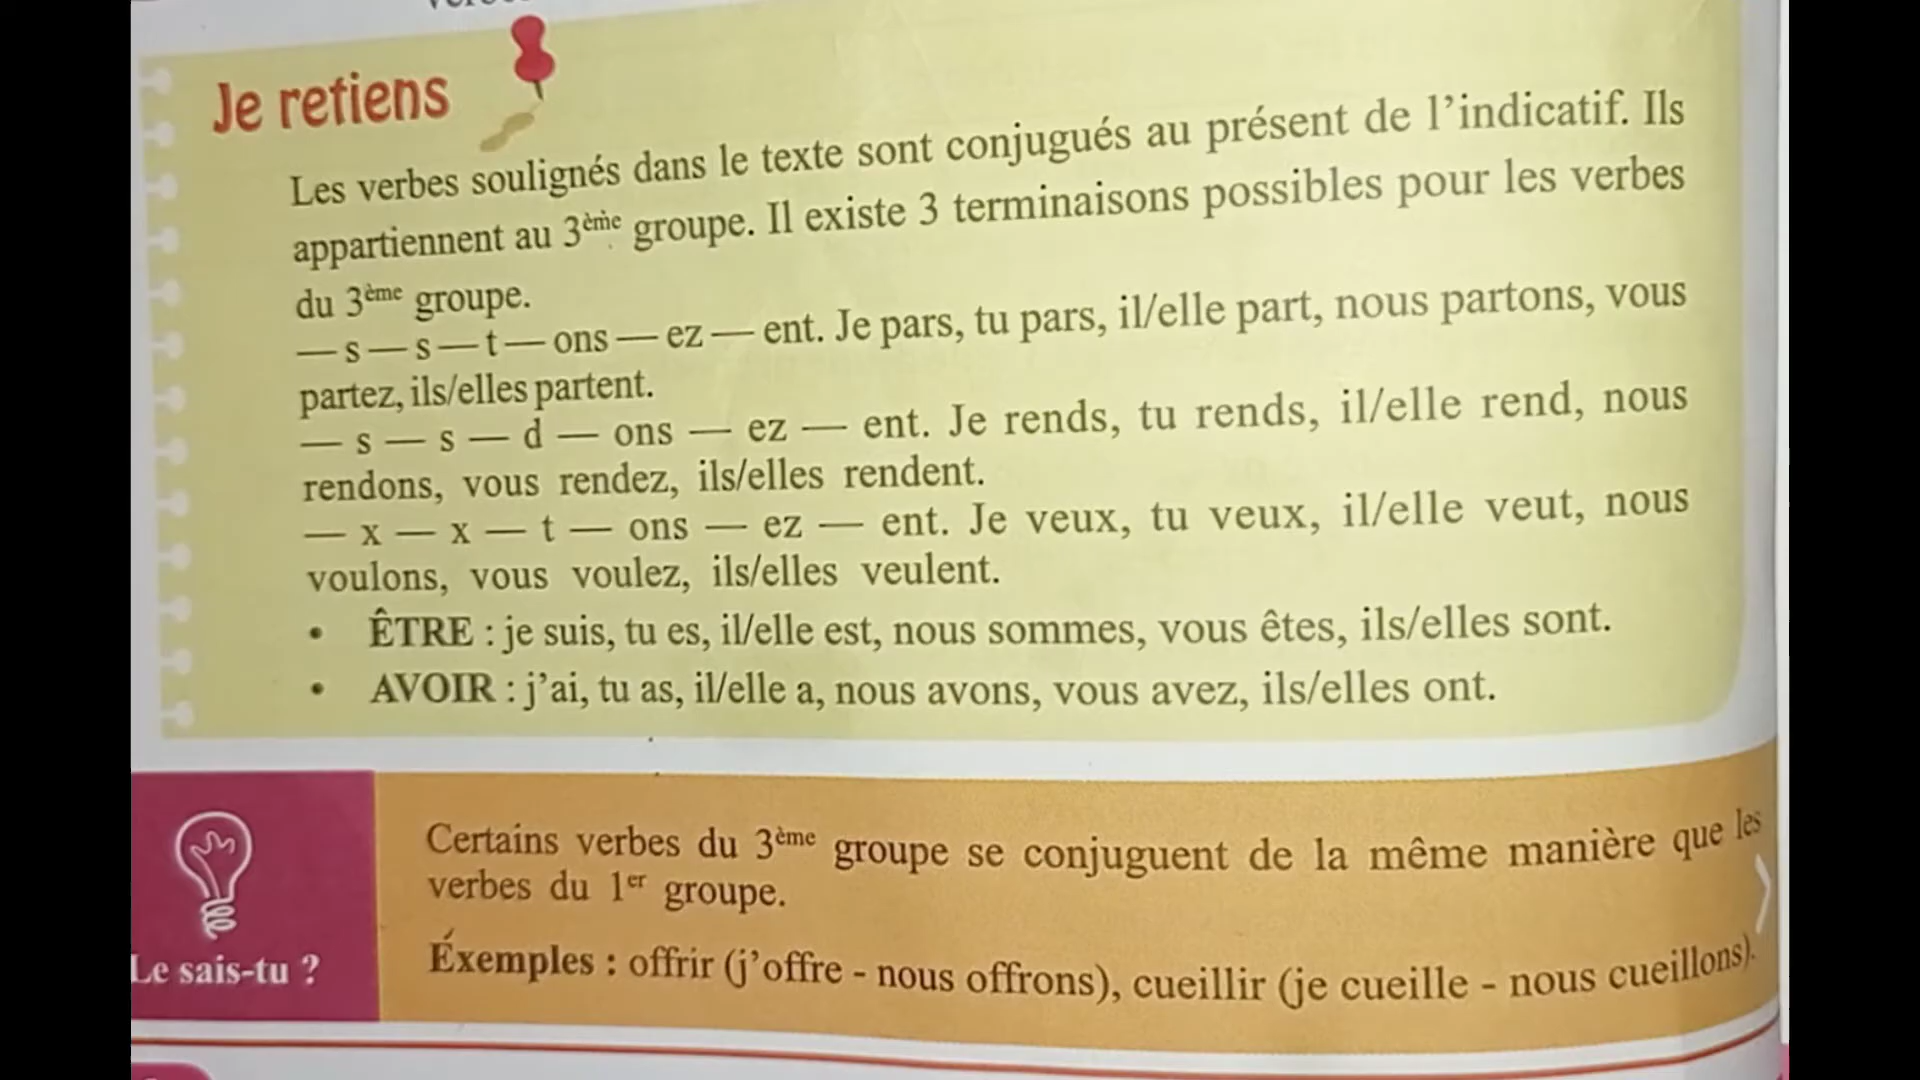 Je retiens
Les verbes soulignés dans le texte sont conjugués au présent de l'indicatif. Ils
appartiennent au 3ème groupe. Il existe 3 terminaisons possibles pour les verbes
du 3ème groupe.
— s — s — t — ons — ez — ent. Je pars, tu pars, il/elle part, nous partons, vous
partez, ils/elles partent.
— s — s — d — ons — ez — ent. Je rends, tu rends, il/elle rend, nous
rendons, vous rendez, ils/elles rendent.
— x — x — t — ons — ez — ent. Je veux, tu veux, il/elle veut, nous
voulons, vous voulez, ils/elles veulent.
• ÊTRE : je suis, tu es, il/elle est, nous sommes, vous êtes, ils/elles sont.
• AVOIR : j'ai, tu as, il/elle a, nous avons, vous avez, ils/elles ont.
Le sais-tu ?
Certains verbes du 3ème groupe se conjuguent de la même manière que les
verbes du 1er groupe.
Éxemples : offrir (j'offre - nous offrons), cueillir (je cueille - nous cueillons).